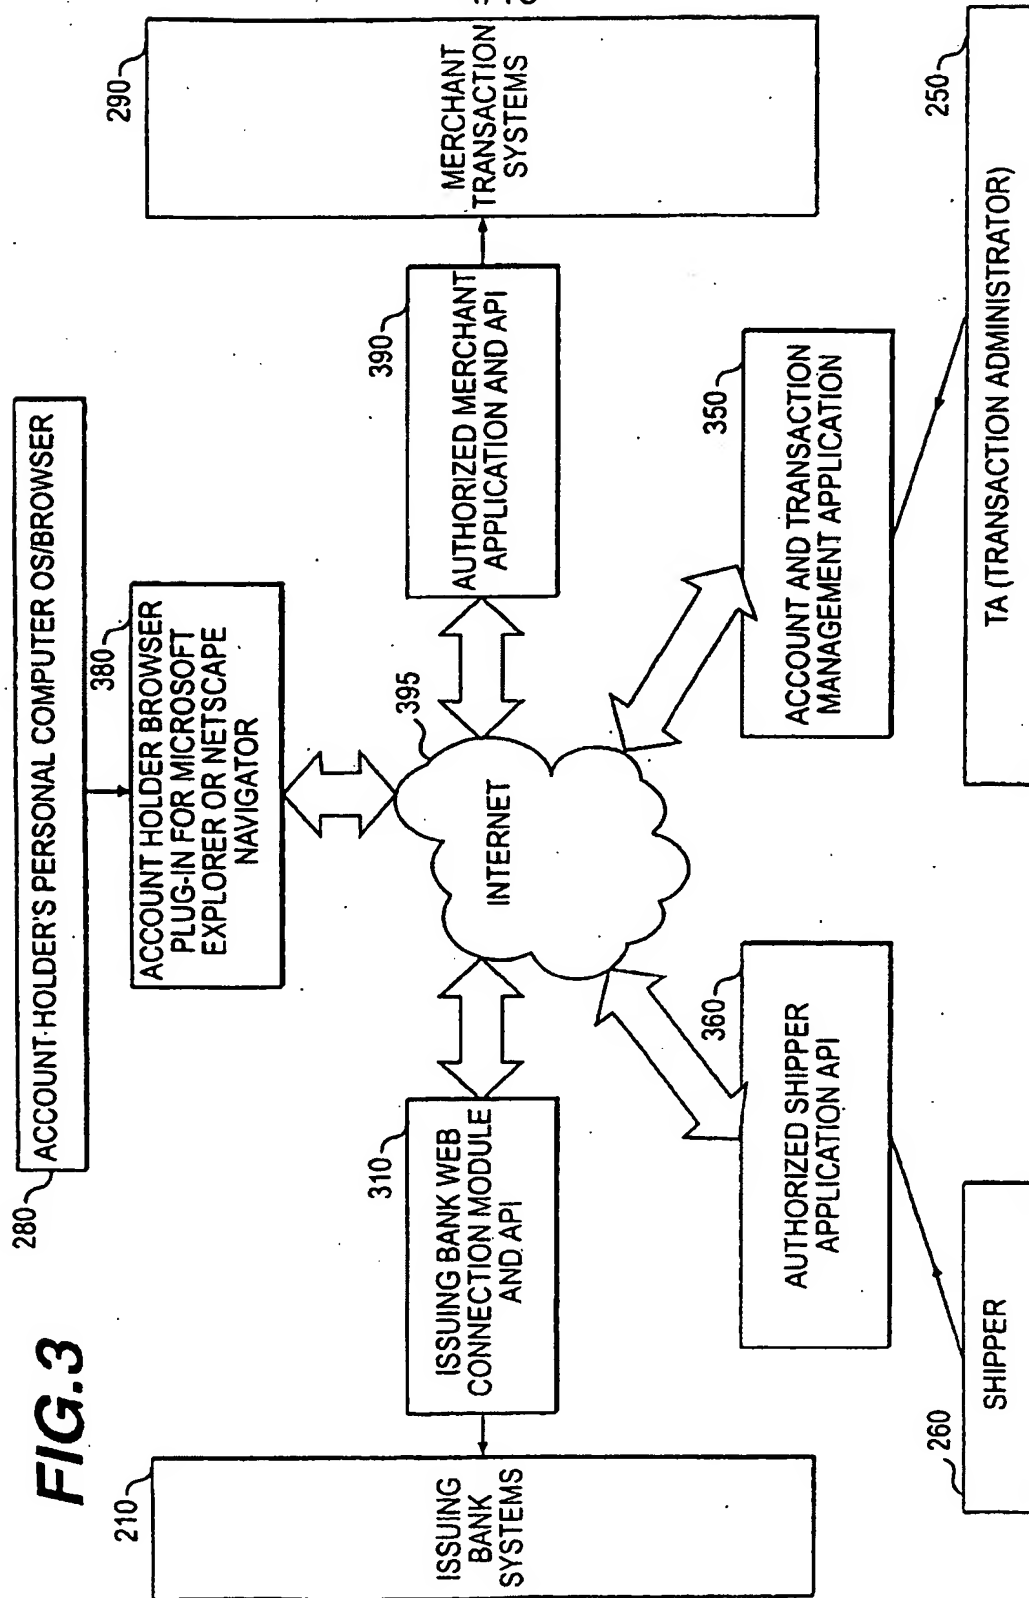 FIG.3
280
ACCOUNT-HOLDER'S PERSONAL COMPUTER OS/BROWSER
380
ACCOUNT HOLDER BROWSER
PLUG-IN FOR MICROSOFT
EXPLORER OR NETSCAPE
NAVIGATOR
210
ISSUING
BANK
SYSTEMS
310
ISSUING BANK WEB
CONNECTION MODULE
AND API
395
INTERNET
390
AUTHORIZED MERCHANT
APPLICATION AND API
290
MERCHANT
TRANSACTION
SYSTEMS
360
AUTHORIZED SHIPPER
APPLICATION API
350
ACCOUNT AND TRANSACTION
MANAGEMENT APPLICATION
260
SHIPPER
250
TA (TRANSACTION ADMINISTRATOR)